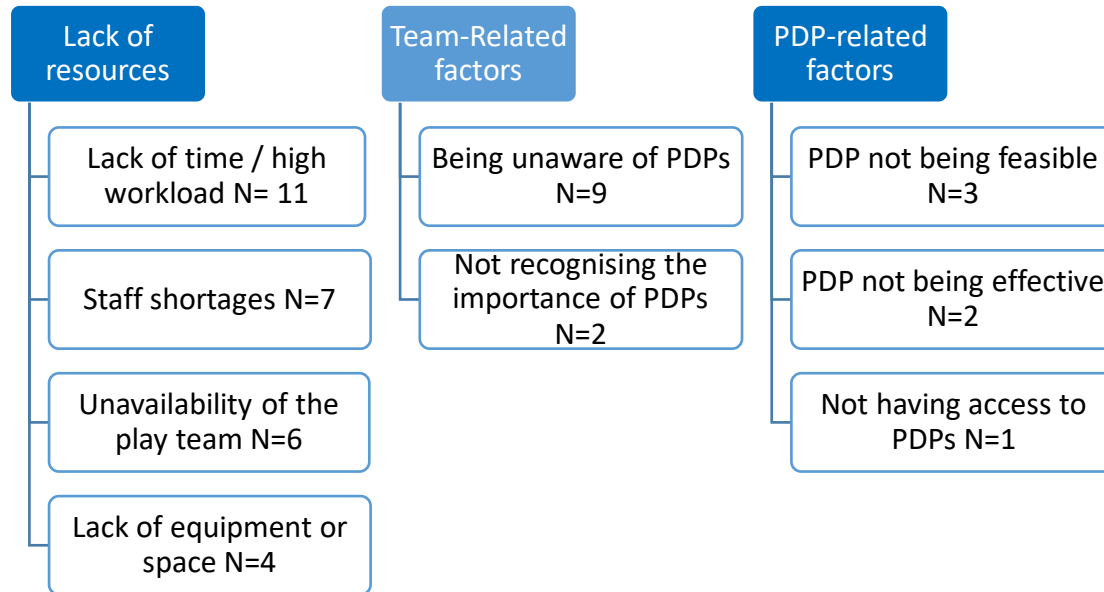 Lack of
resources
Lack of time / high
workload N= 11
Staff shortages N=7
Unavailability of the
play team N=6
Lack of equipment or
space N=4
Team-Related
factors
Being unaware of PDPs
N=9
Not recognising the
importance of PDPs
N=2
PDP-related
factors
PDP not being feasible
N=3
PDP not being effective
N=2
Not having access to
PDPs N=1